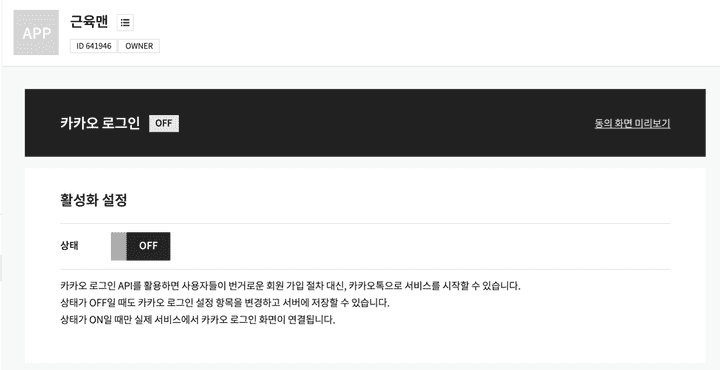 APP
근육맨
ID 641946
OWNER
카카오 로그인 OFF
동의 화면 미리보기
활성화 설정
상태 OFF
카카오 로그인 API를 활용하면 사용자들이 번거로운 회원 가입 절차 대신, 카카오톡으로 서비스를 시작할 수 있습니다.
상태가 OFF일 때도 카카오 로그인 설정 항목을 변경하고 서버에 저장할 수 있습니다.
상태가 ON일 때만 실제 서비스에서 카카오 로그인 화면이 연결됩니다.